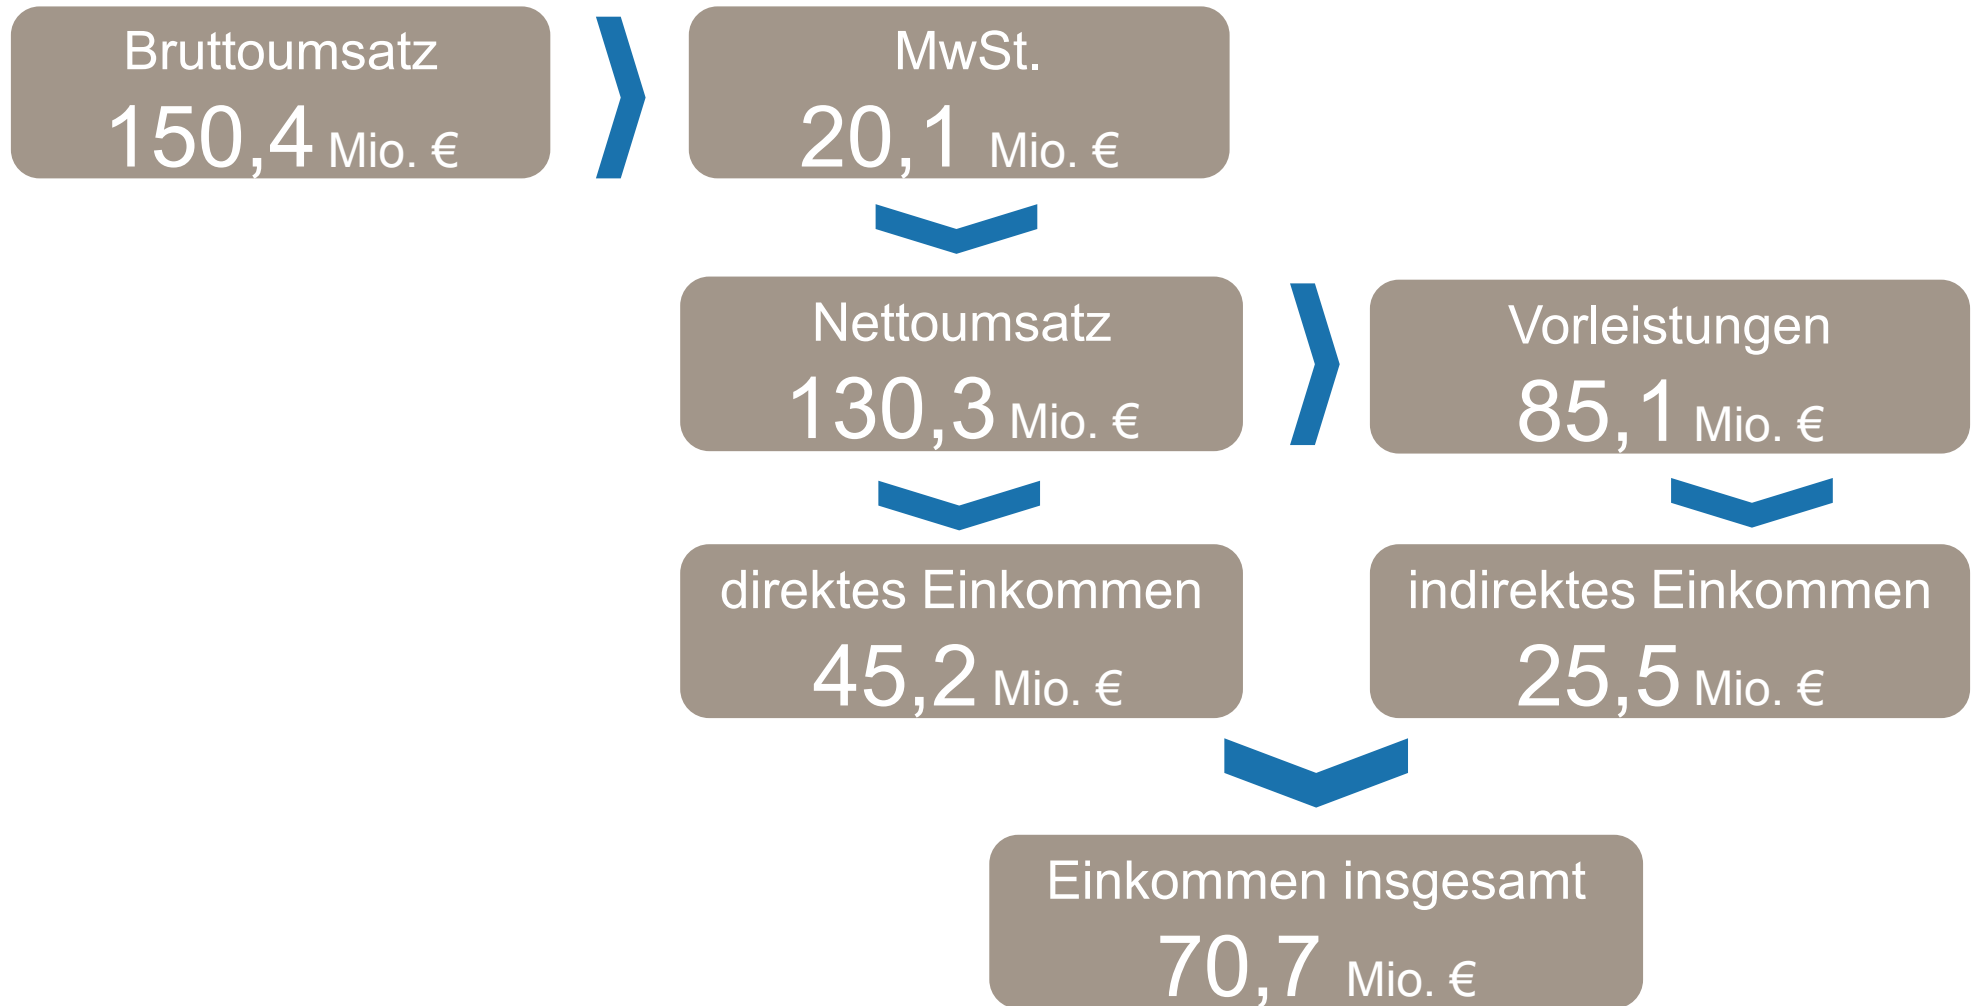 Bruttoumsatz
150,4 Mio. €
MwSt.
20,1 Mio. €
Nettoumsatz
130,3 Mio. €
Vorleistungen
85,1 Mio. €
direktes Einkommen
45,2 Mio. €
indirektes Einkommen
25,5 Mio. €
Einkommen insgesamt
70,7 Mio. €